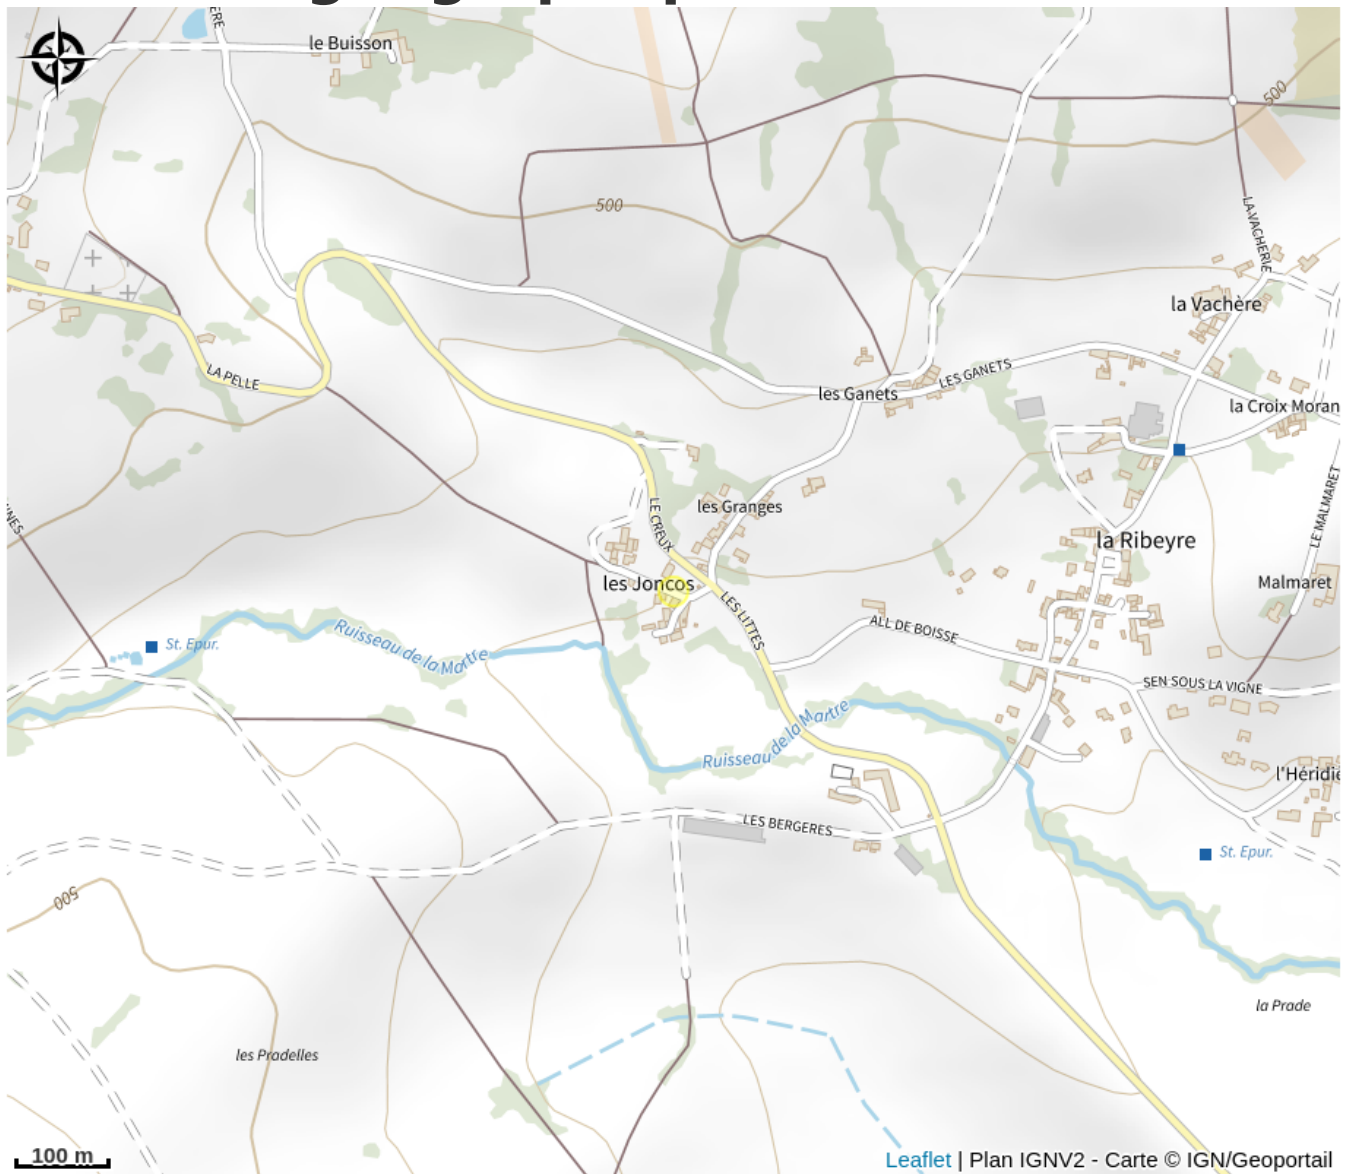 le Buisson
500
500
LA VACHERIE
la Vachère
LA PELLE
les Ganets
LES GANETS
la Croix Moran
LE MALMARET
LE CREUX
les Granges
la Ribeyre
les Joncos
Malmaret
LES LITTES
ALL DE BOISSE
St. Epur.
Ruisseau de la Martre
SEN SOUS LA VIGNE
Ruisseau de la Martre
l'Héridiè
LES BERGERES
St. Epur.
500
la Prade
les Pradelles
100 m
Leaflet | Plan IGNV2 - Carte © IGN/Geoportail